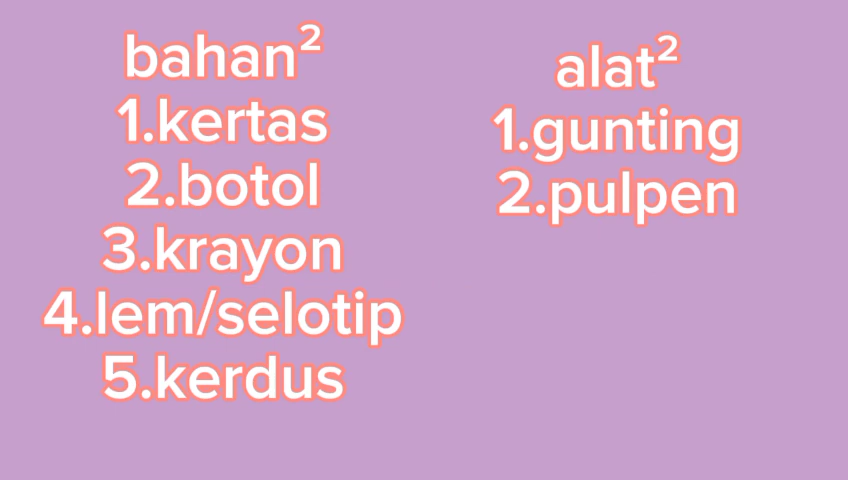 bahan²
1.kertas
2.botol
3.krayon
4.lem/selotip
5.kerdus
alat²
1.gunting
2.pulpen